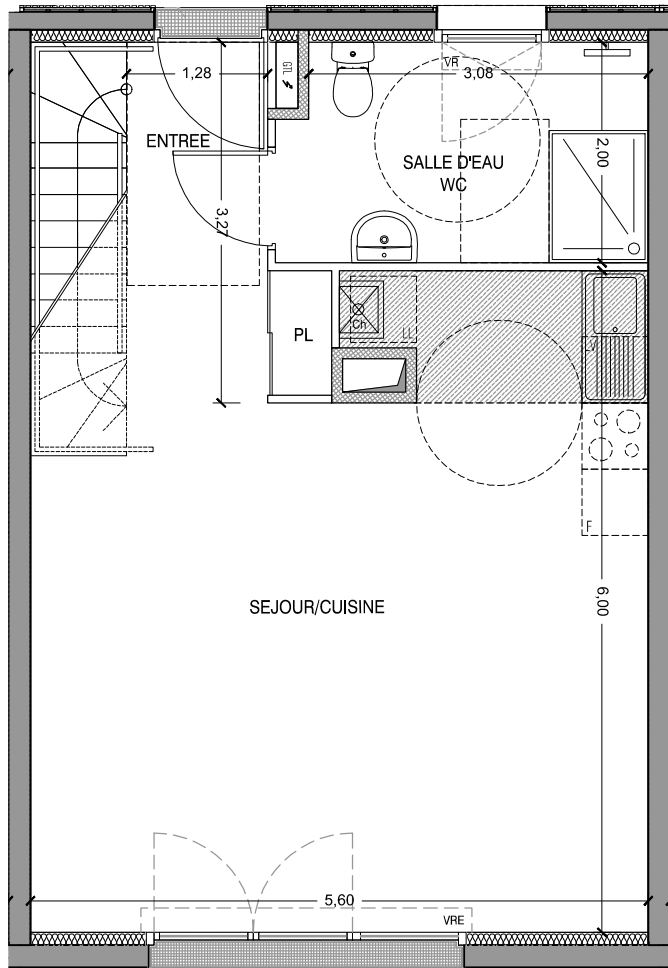 VR
1,28
GTL
3,08
ENTREE
SALLE D'EAU
WC
2,00
3,27
PL
Ch
LL
LV
F
6,00
SEJOUR/CUISINE
5,60
VRE